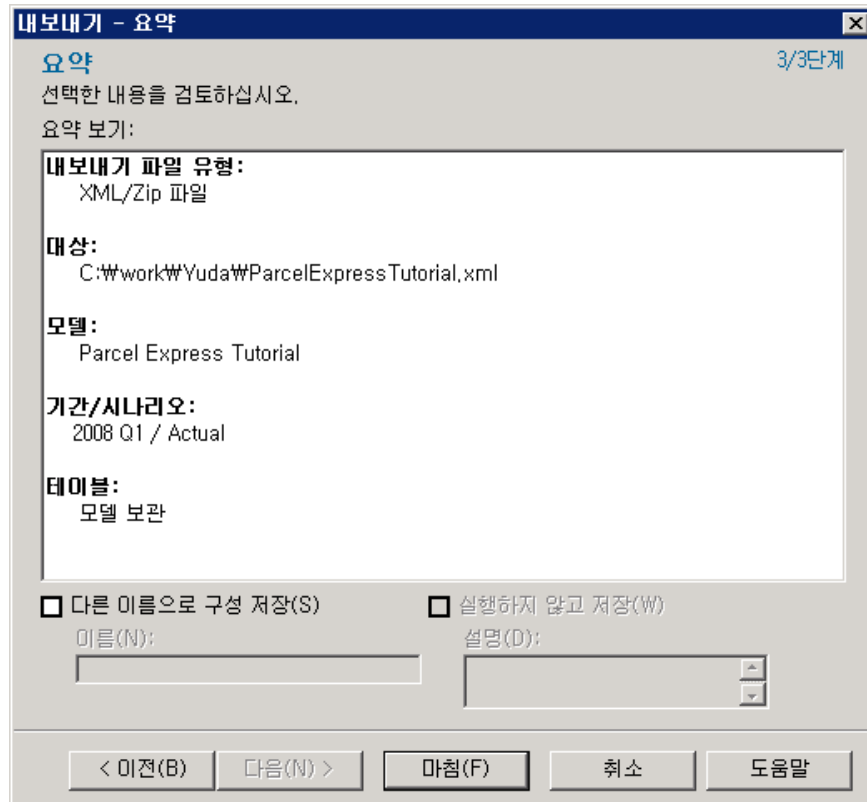 내보내기 - 요약
요약
3/3단계
선택한 내용을 검토하십시오.
요약 보기:
내보내기 파일 유형:
XML/Zip 파일
대상:
C:₩work₩Yuda₩ParcelExpressTutorial.xml
모델:
Parcel Express Tutorial
기간/시나리오:
2008 Q1 / Actual
테이블:
모델 보관
다른 이름으로 구성 저장(S)
실행하지 않고 저장(W)
이름(N):
설명(D):
< 이전(B)
다음(N) >
마침(F)
취소
도움말